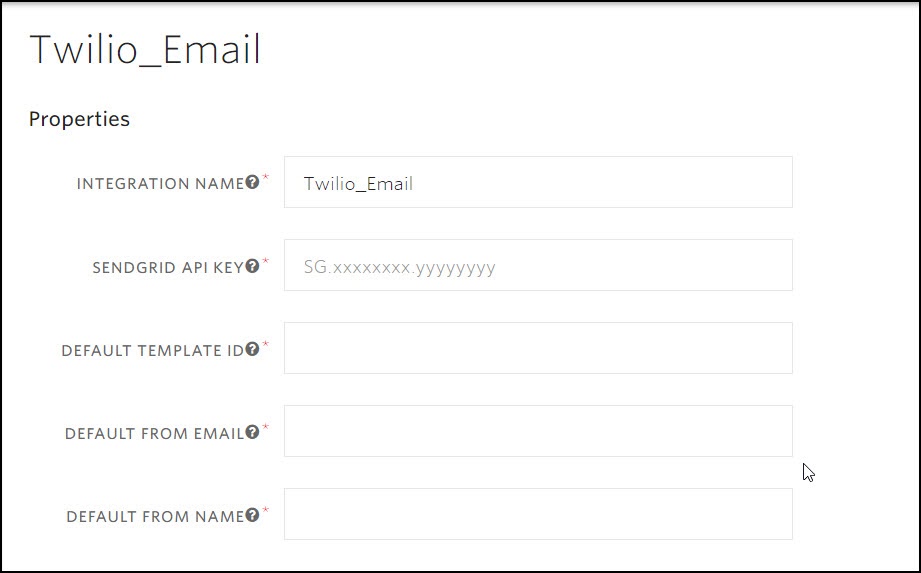 Twilio_Email
Properties
INTEGRATION NAME?* Twilio_Email
SENDGRID API KEY?* SG.xxxxxxxx.yyyyyyyy
DEFAULT TEMPLATE ID?*
DEFAULT FROM EMAIL?*
DEFAULT FROM NAME?*